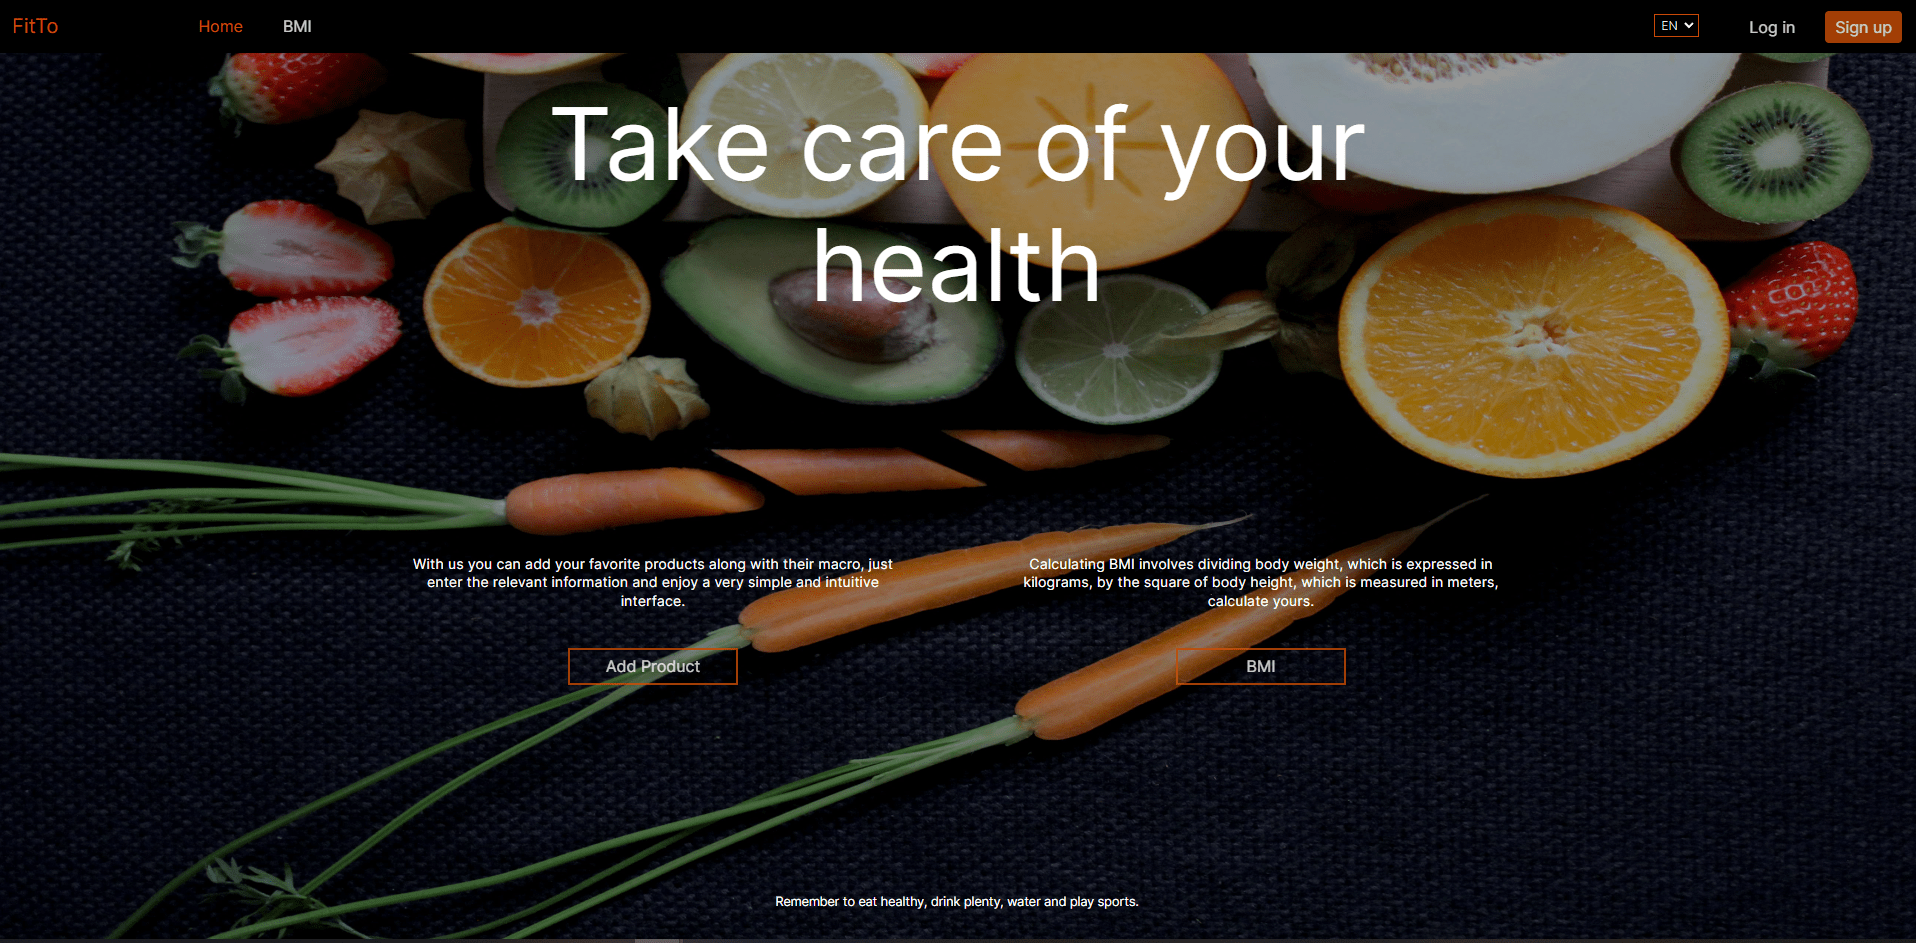 FitTo
Home
BMI
EN
Log in
Sign up
Take care of your
health
With us you can add your favorite products along with their macro, just
enter the relevant information and enjoy a very simple and intuitive
interface.
Add Product
Calculating BMI involves dividing body weight, which is expressed in
kilograms, by the square of body height, which is measured in meters,
calculate yours.
BMI
Remember to eat healthy, drink plenty, water and play sports.